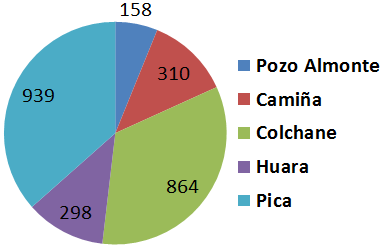 158
310
864
298
939
Pozo Almonte
Camiña
Colchane
Huara
Pica